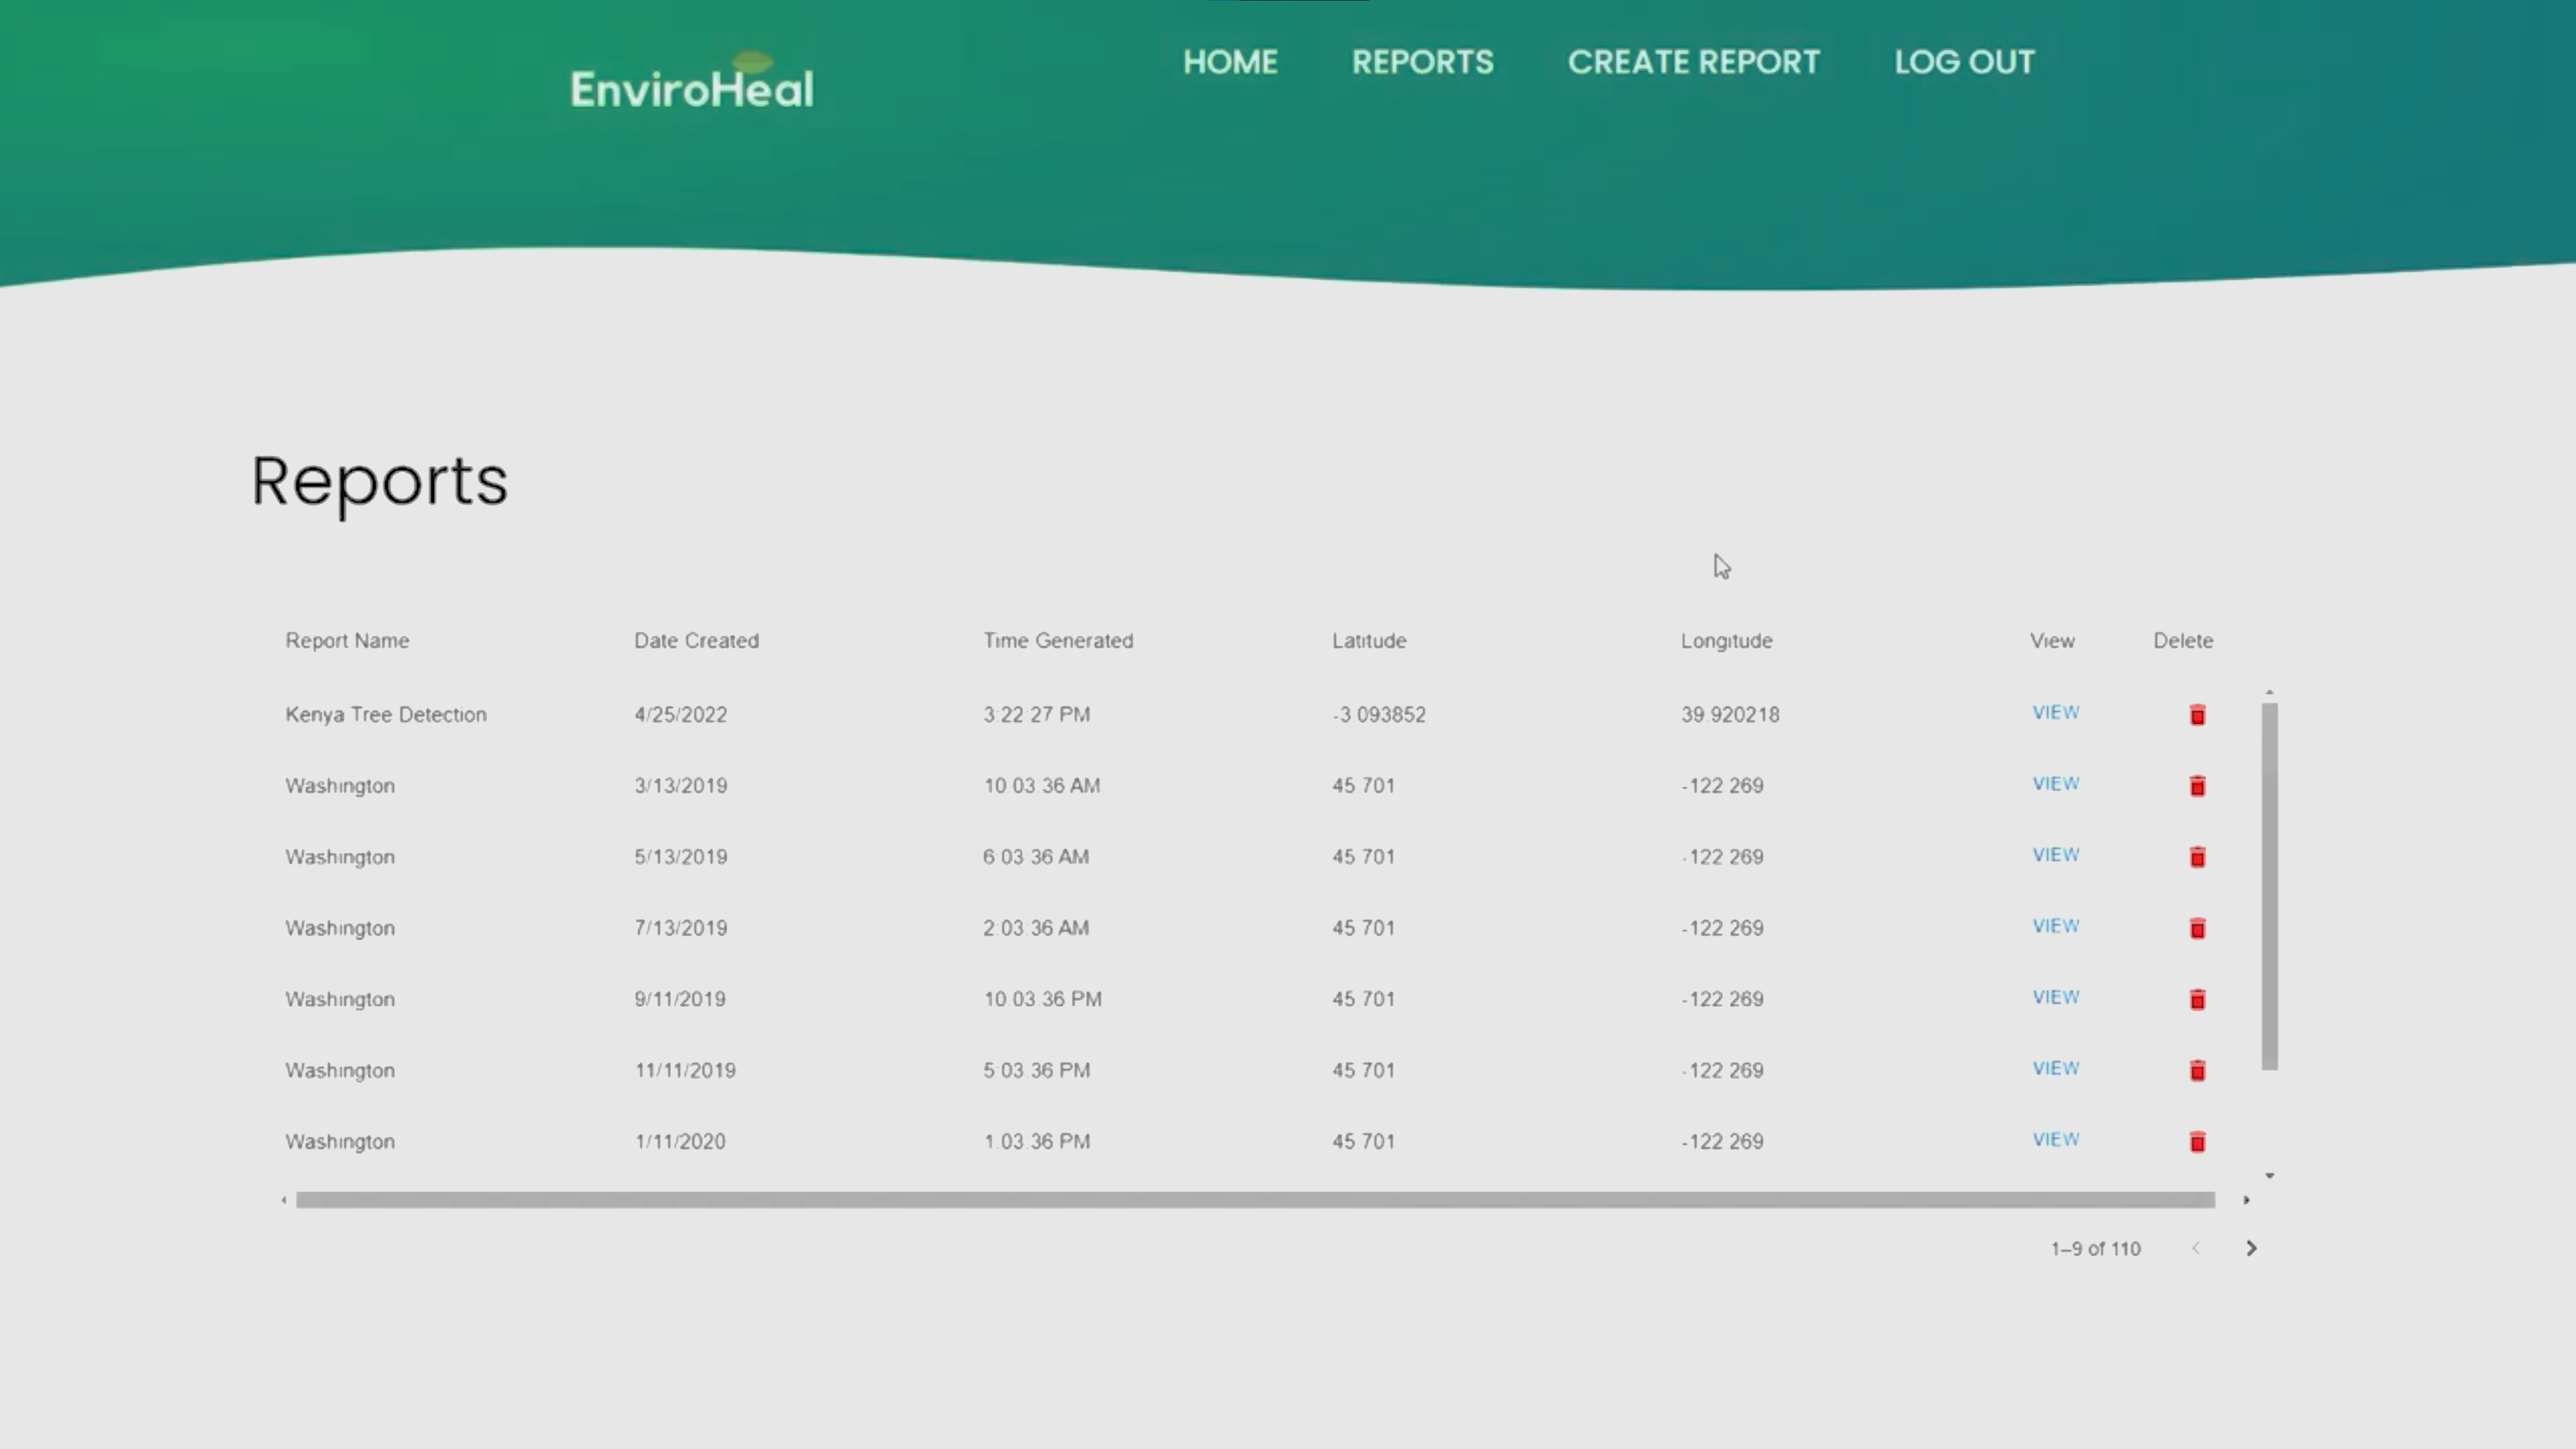 EnviroHeal
HOME REPORTS CREATE REPORT LOG OUT
Reports
Report Name Date Created Time Generated Latitude Longitude View Delete
Kenya Tree Detection 4/25/2022 3:22:27 PM -3.093852 39.920218 VIEW
Washington 3/13/2019 10:03:36 AM 45.701 -122.269 VIEW
Washington 5/13/2019 6:03:36 AM 45.701 -122.269 VIEW
Washington 7/13/2019 2:03:36 AM 45.701 -122.269 VIEW
Washington 9/11/2019 10:03:36 PM 45.701 -122.269 VIEW
Washington 11/11/2019 5:03:36 PM 45.701 -122.269 VIEW
Washington 1/11/2020 1:03:36 PM 45.701 -122.269 VIEW
1–9 of 110